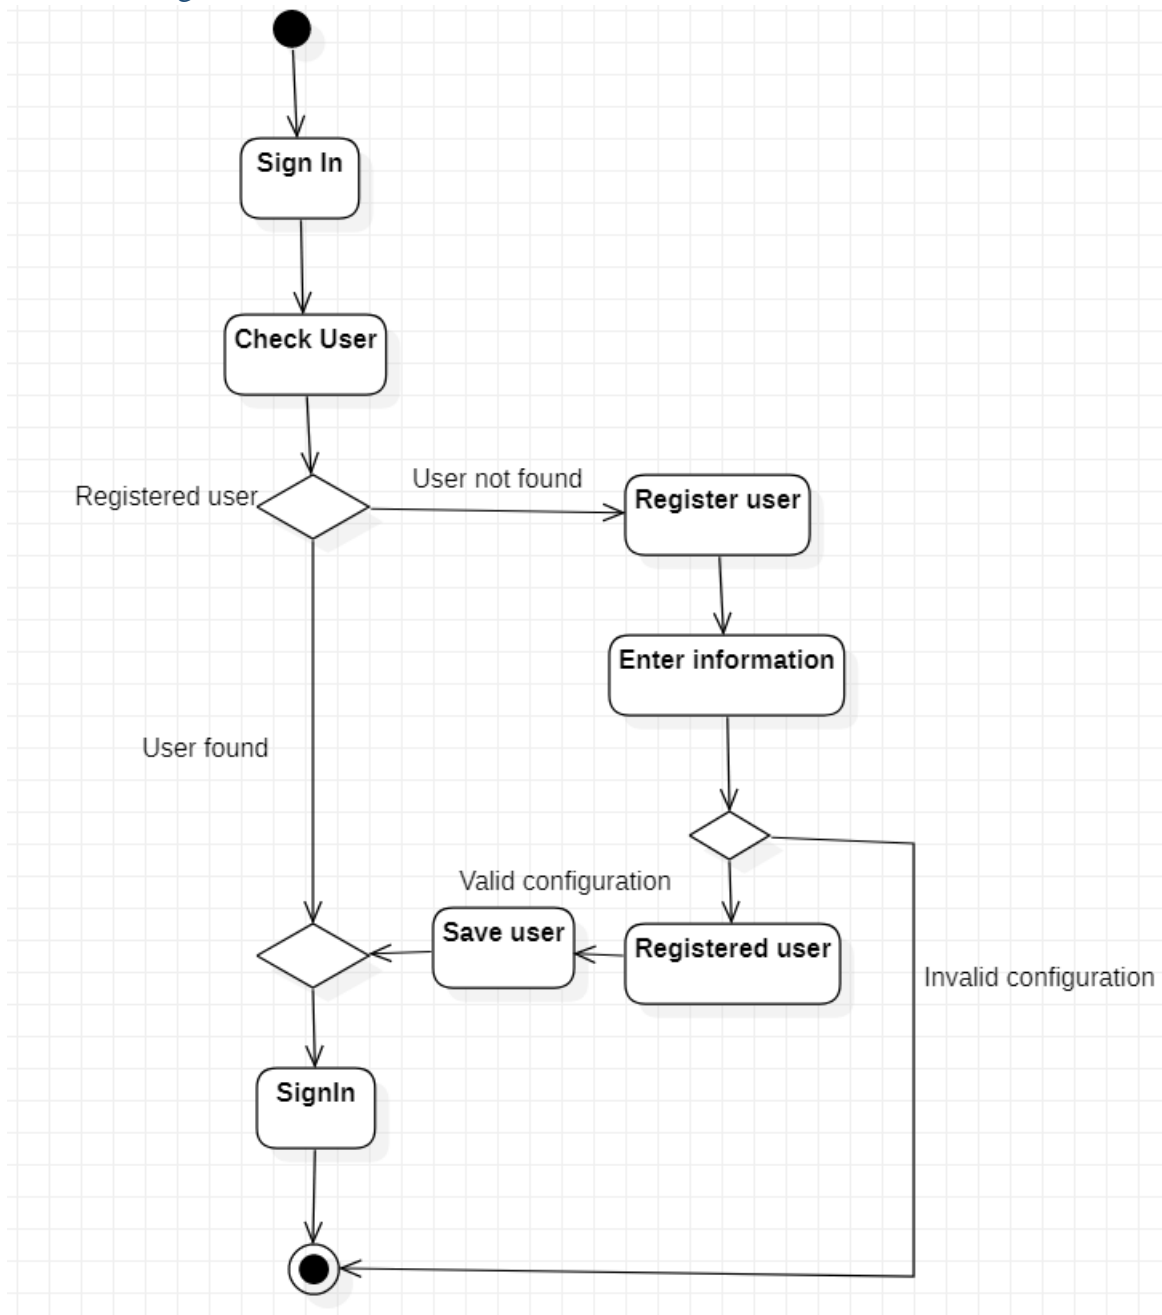 Sign In
Check User
Registered user
User not found
Register user
Enter information
User found
Valid configuration
Save user
Registered user
Invalid configuration
SignIn